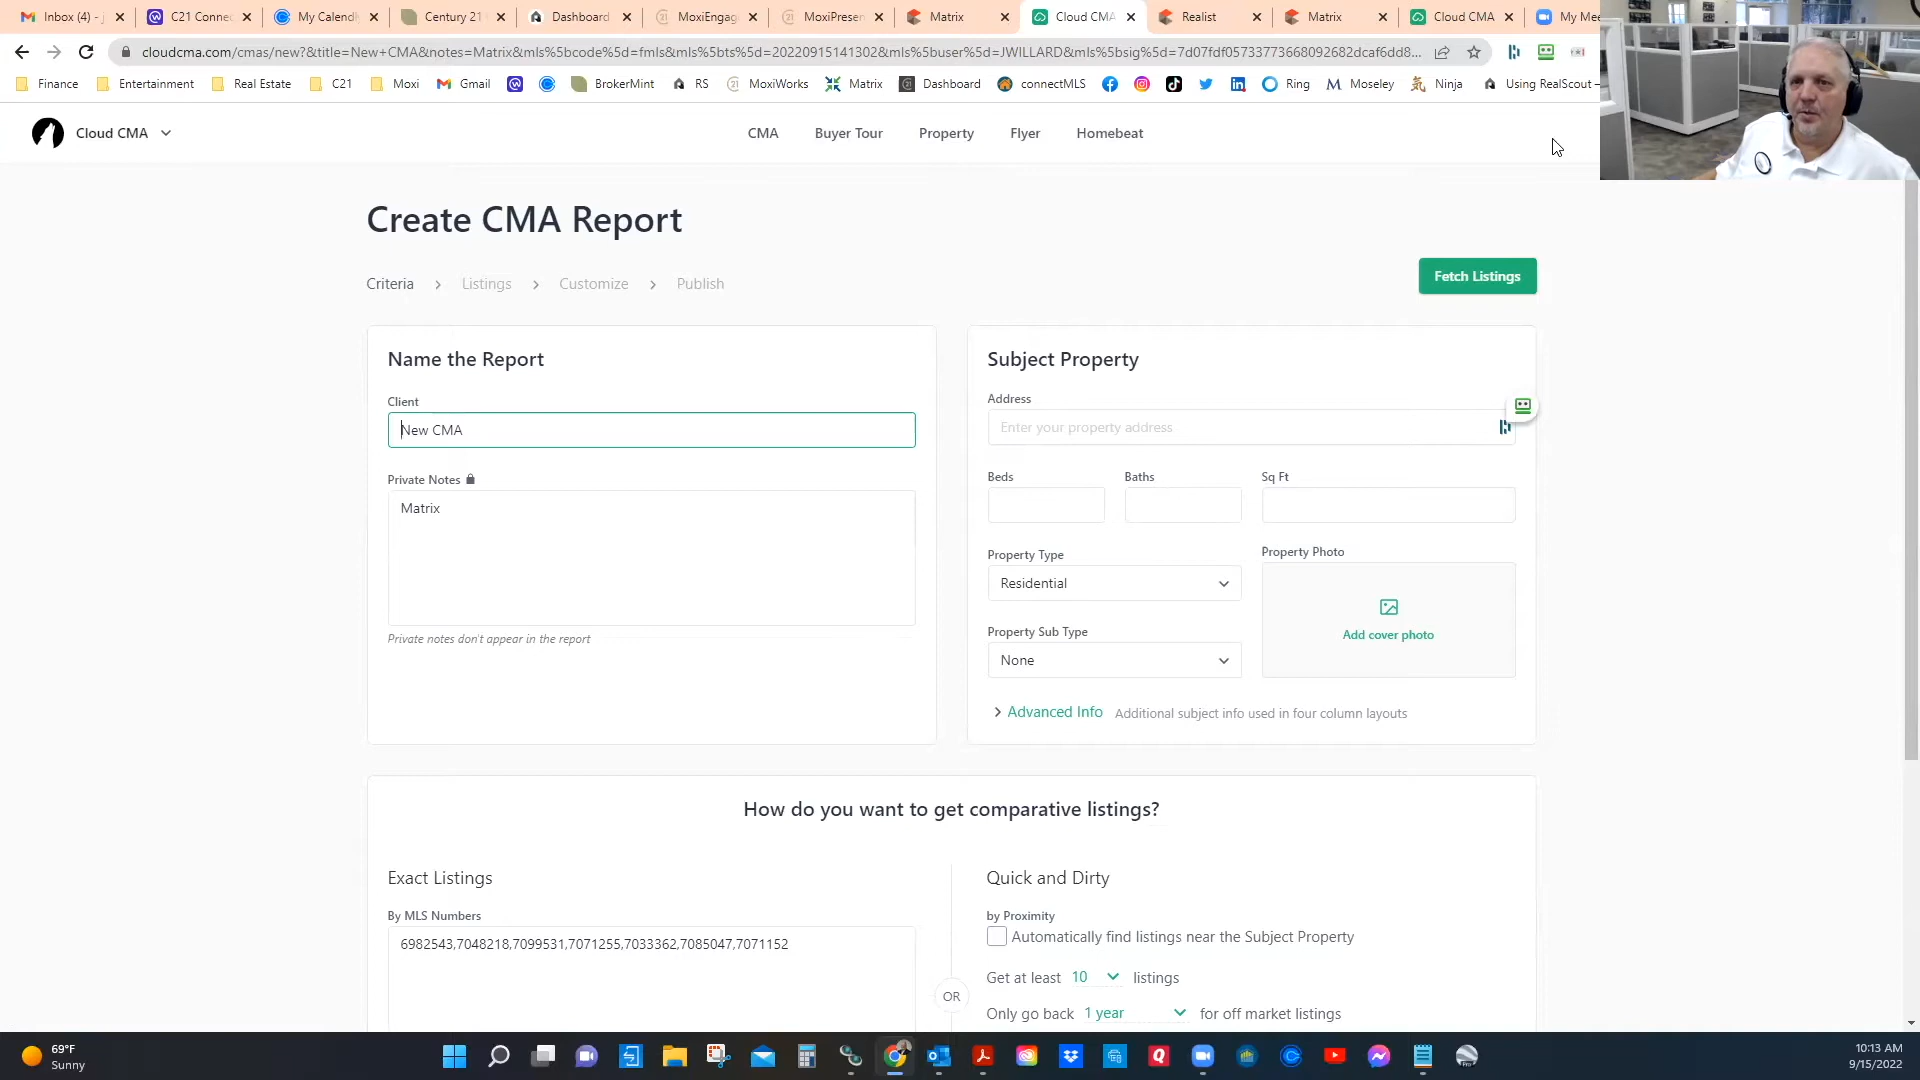 Inbox (4) - j
C21 Connec
My Calendl
Century 21
Dashboard
MoxiEngag
MoxiPresen
Matrix
Cloud CMA
Realist
Matrix
Cloud CMA
My Mee
cloudcma.com/cmas/new?&title=New+CMA&notes=Matrix&mls%5bcode%5d=fmls&mls%5bts%5d=20220915141302&mls%5buser%5d=JWILLARD&mls%5bsig%5d=7d07fdf05733773668092682dcaf6dd8...
Finance
Entertainment
Real Estate
C21
Moxi
Gmail
BrokerMint
RS
MoxiWorks
Matrix
Dashboard
connectMLS
Ring
Moseley
Ninja
Using RealScout –
Cloud CMA
CMA
Buyer Tour
Property
Flyer
Homebeat
Create CMA Report
Criteria > Listings > Customize > Publish
Fetch Listings
Name the Report
Client
New CMA
Private Notes
Matrix
Private notes don't appear in the report
Subject Property
Address
Enter your property address
Beds
Baths
Sq Ft
Property Type
Residential
Property Photo
Add cover photo
Property Sub Type
None
> Advanced Info Additional subject info used in four column layouts
How do you want to get comparative listings?
Exact Listings
By MLS Numbers
6982543,7048218,7099531,7071255,7033362,7085047,7071152
OR
Quick and Dirty
by Proximity
Automatically find listings near the Subject Property
Get at least 10 listings
Only go back 1 year for off market listings
69°F
Sunny
10:13 AM
9/15/2022